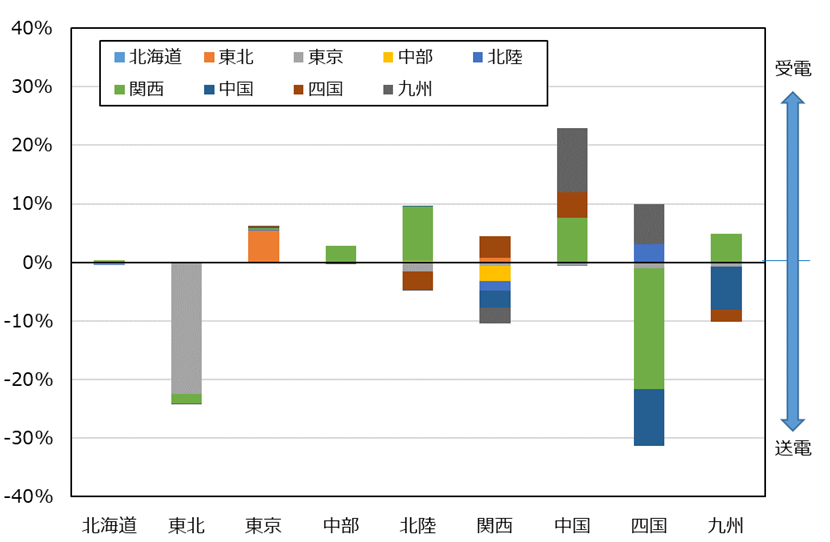 40%
30%
20%
10%
0%
-10%
-20%
-30%
-40%
北海道 東北 東京 中部 北陸
関西 中国 四国 九州
受電
送電
北海道 東北 東京 中部 北陸 関西 中国 四国 九州